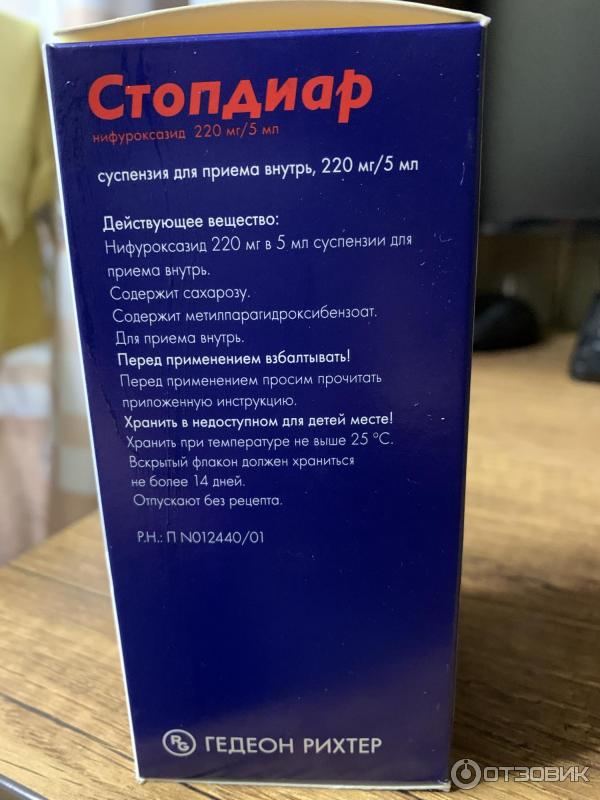 Стопдиар
нифуроксазид 220 мг/5 мл
суспензия для приема внутрь, 220 мг/5 мл
Действующее вещество:
Нифуроксазид 220 мг в 5 мл суспензии для
приема внутрь.
Содержит сахарозу.
Содержит метилпарагидроксибензоат.
Для приема внутрь.
Перед применением взбалтывать!
Перед применением просим прочитать
приложенную инструкцию.
Хранить в недоступном для детей месте!
Хранить при температуре не выше 25 °C.
Вскрытый флакон должен храниться
не более 14 дней.
Отпускают без рецепта.
Р.Н.: П N012440/01
RG ГЕДЕОН РИХТЕР
ОТЗОВИК